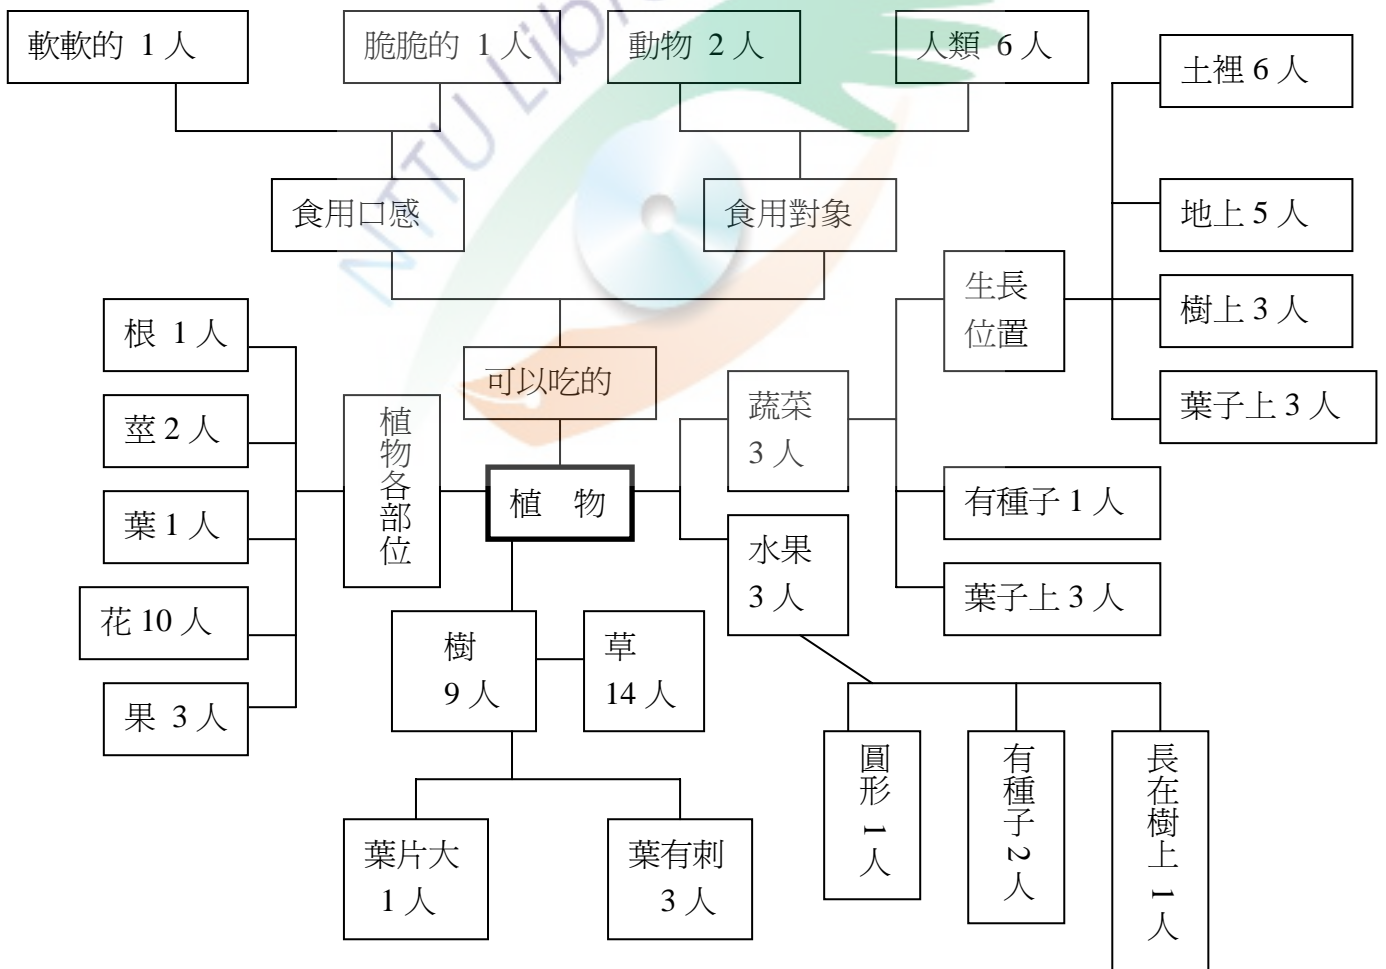 軟軟的 1 人
脆脆的 1 人
動物 2 人
人類 6 人
土裡 6 人
食用口感
食用對象
地上 5 人
生長
位置
樹上 3 人
根 1 人
可以吃的
蔬菜
3 人
葉子上 3 人
莖 2 人
植物各部位
植 物
有種子 1 人
葉 1 人
水果
3 人
葉子上 3 人
花 10 人
樹
9 人
草
14 人
果 3 人
圓形 1 人
有種子 2 人
長在樹上 1 人
葉片大
1 人
葉有刺
3 人
NTTU Libr